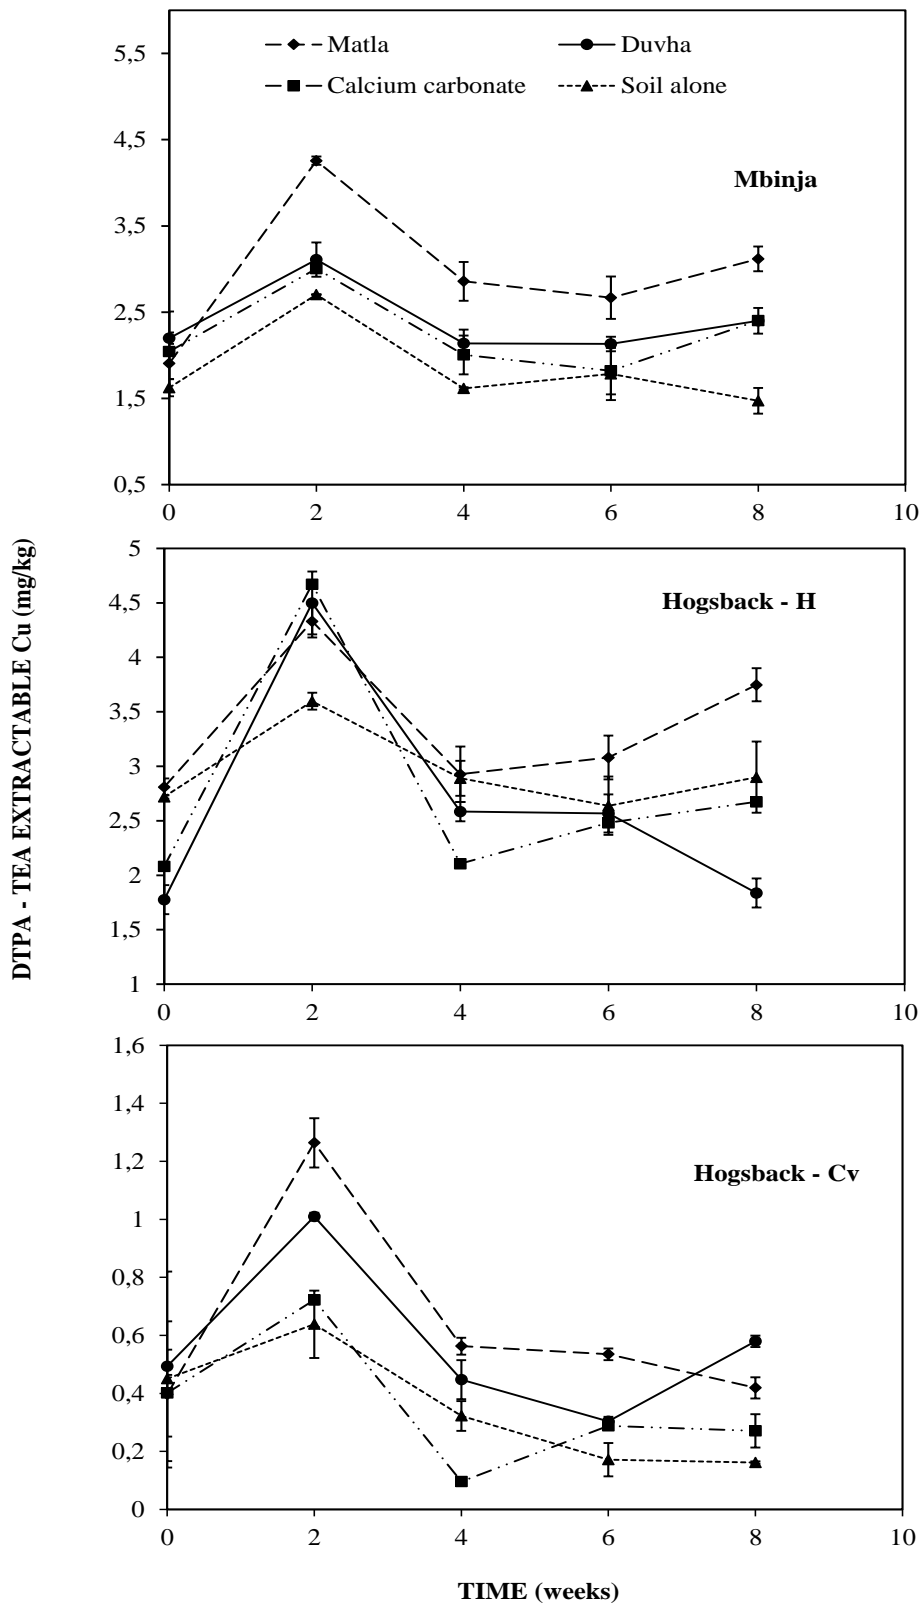 5,5
Matla
Duvha
Calcium carbonate
Soil alone
4,5
Mbinja
3,5
2,5
1,5
0,5
0 2 4 6 8 10
DTPA - TEA EXTRACTABLE Cu (mg/kg)
5
4,5
Hogsback - H
4
3,5
3
2,5
2
1,5
1
0 2 4 6 8 10
1,6
1,4
1,2
Hogsback - Cv
1
0,8
0,6
0,4
0,2
0
0 2 4 6 8 10
TIME (weeks)